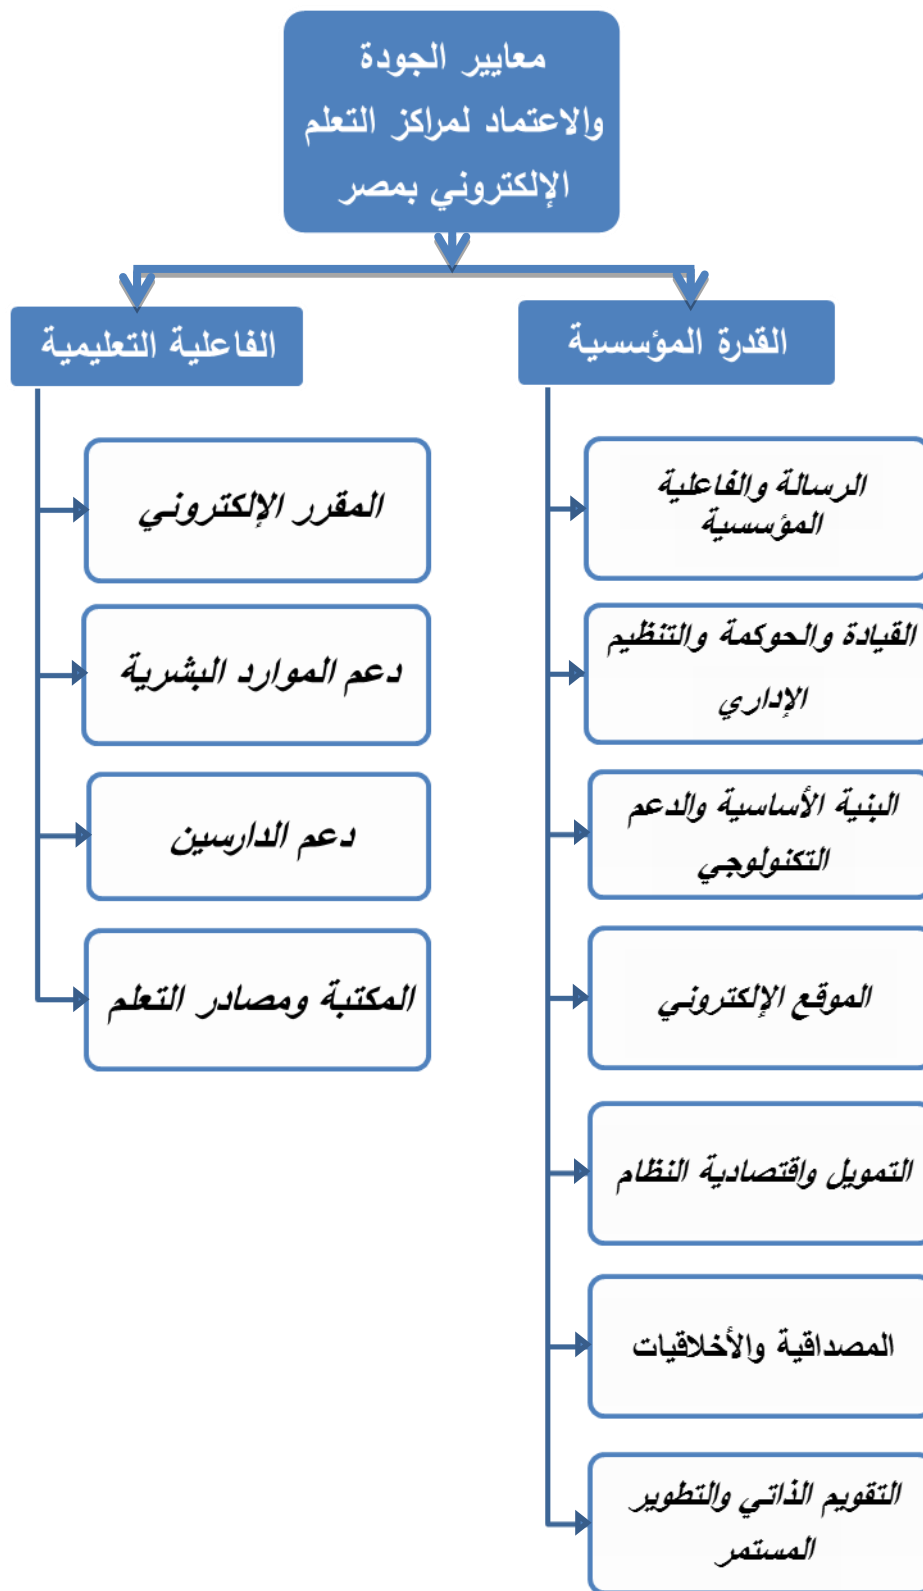 معايير الجودة
والاعتماد لمراكز التعلم
الإلكتروني بمصر
القدرة المؤسسية
الرسالة والفاعلية
المؤسسية
القيادة والحوكمة والتنظيم
الإداري
البنية الأساسية والدعم
التكنولوجي
الموقع الإلكتروني
التمويل واقتصادية النظام
المصداقية والأخلاقيات
التقويم الذاتي والتطوير
المستمر
الفاعلية التعليمية
المقرر الإلكتروني
دعم الموارد البشرية
دعم الدارسين
المكتبة ومصادر التعلم